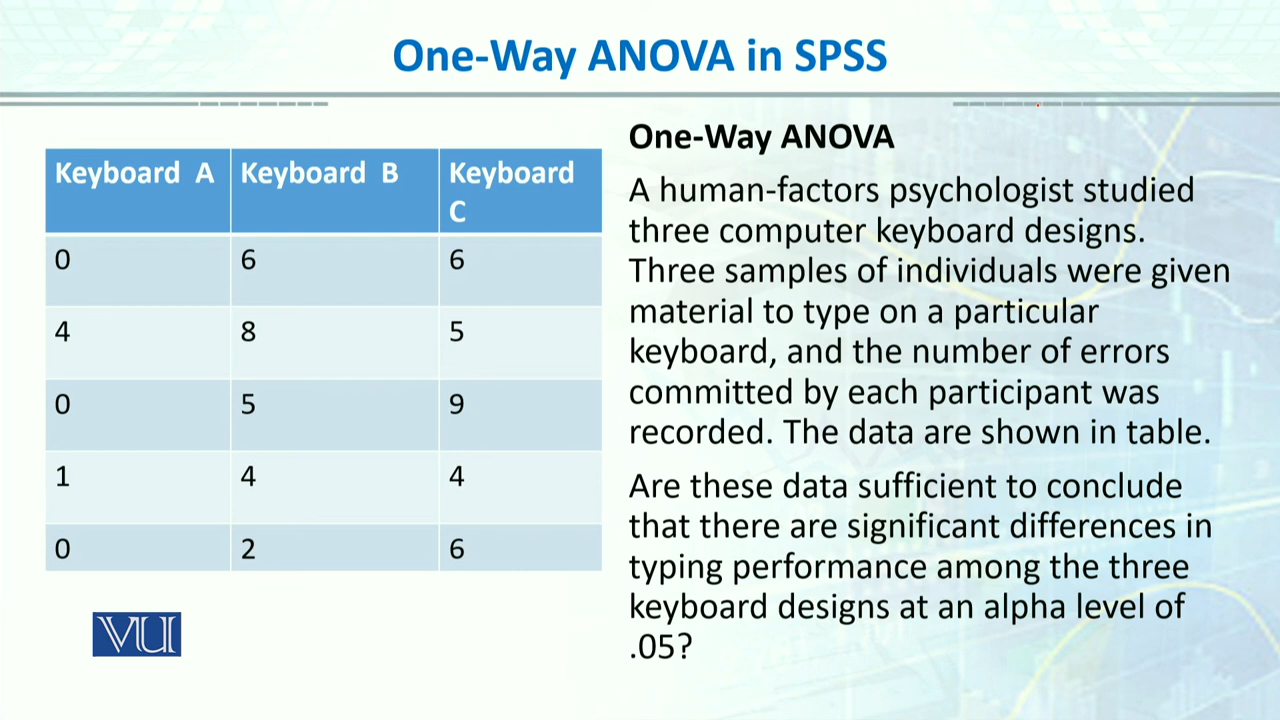 One-Way ANOVA in SPSS
Keyboard A Keyboard B Keyboard
C
0 6 6
4 8 5
0 5 9
1 4 4
0 2 6
VU
One-Way ANOVA
A human-factors psychologist studied
three computer keyboard designs.
Three samples of individuals were given
material to type on a particular
keyboard, and the number of errors
committed by each participant was
recorded. The data are shown in table.
Are these data sufficient to conclude
that there are significant differences in
typing performance among the three
keyboard designs at an alpha level of
.05?